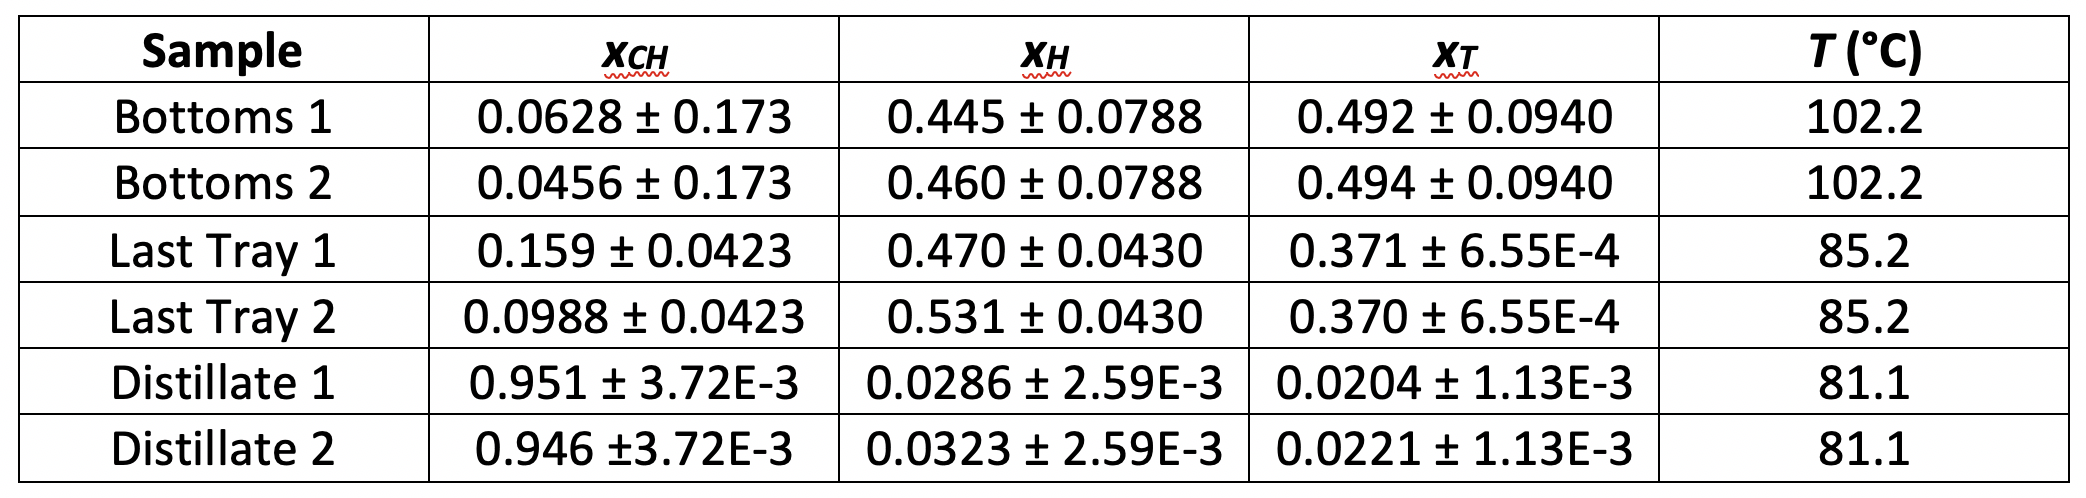 Sample xCH xH xT T (°C)
Bottoms 1 0.0628 ± 0.173 0.445 ± 0.0788 0.492 ± 0.0940 102.2
Bottoms 2 0.0456 ± 0.173 0.460 ± 0.0788 0.494 ± 0.0940 102.2
Last Tray 1 0.159 ± 0.0423 0.470 ± 0.0430 0.371 ± 6.55E-4 85.2
Last Tray 2 0.0988 ± 0.0423 0.531 ± 0.0430 0.370 ± 6.55E-4 85.2
Distillate 1 0.951 ± 3.72E-3 0.0286 ± 2.59E-3 0.0204 ± 1.13E-3 81.1
Distillate 2 0.946 ±3.72E-3 0.0323 ± 2.59E-3 0.0221 ± 1.13E-3 81.1